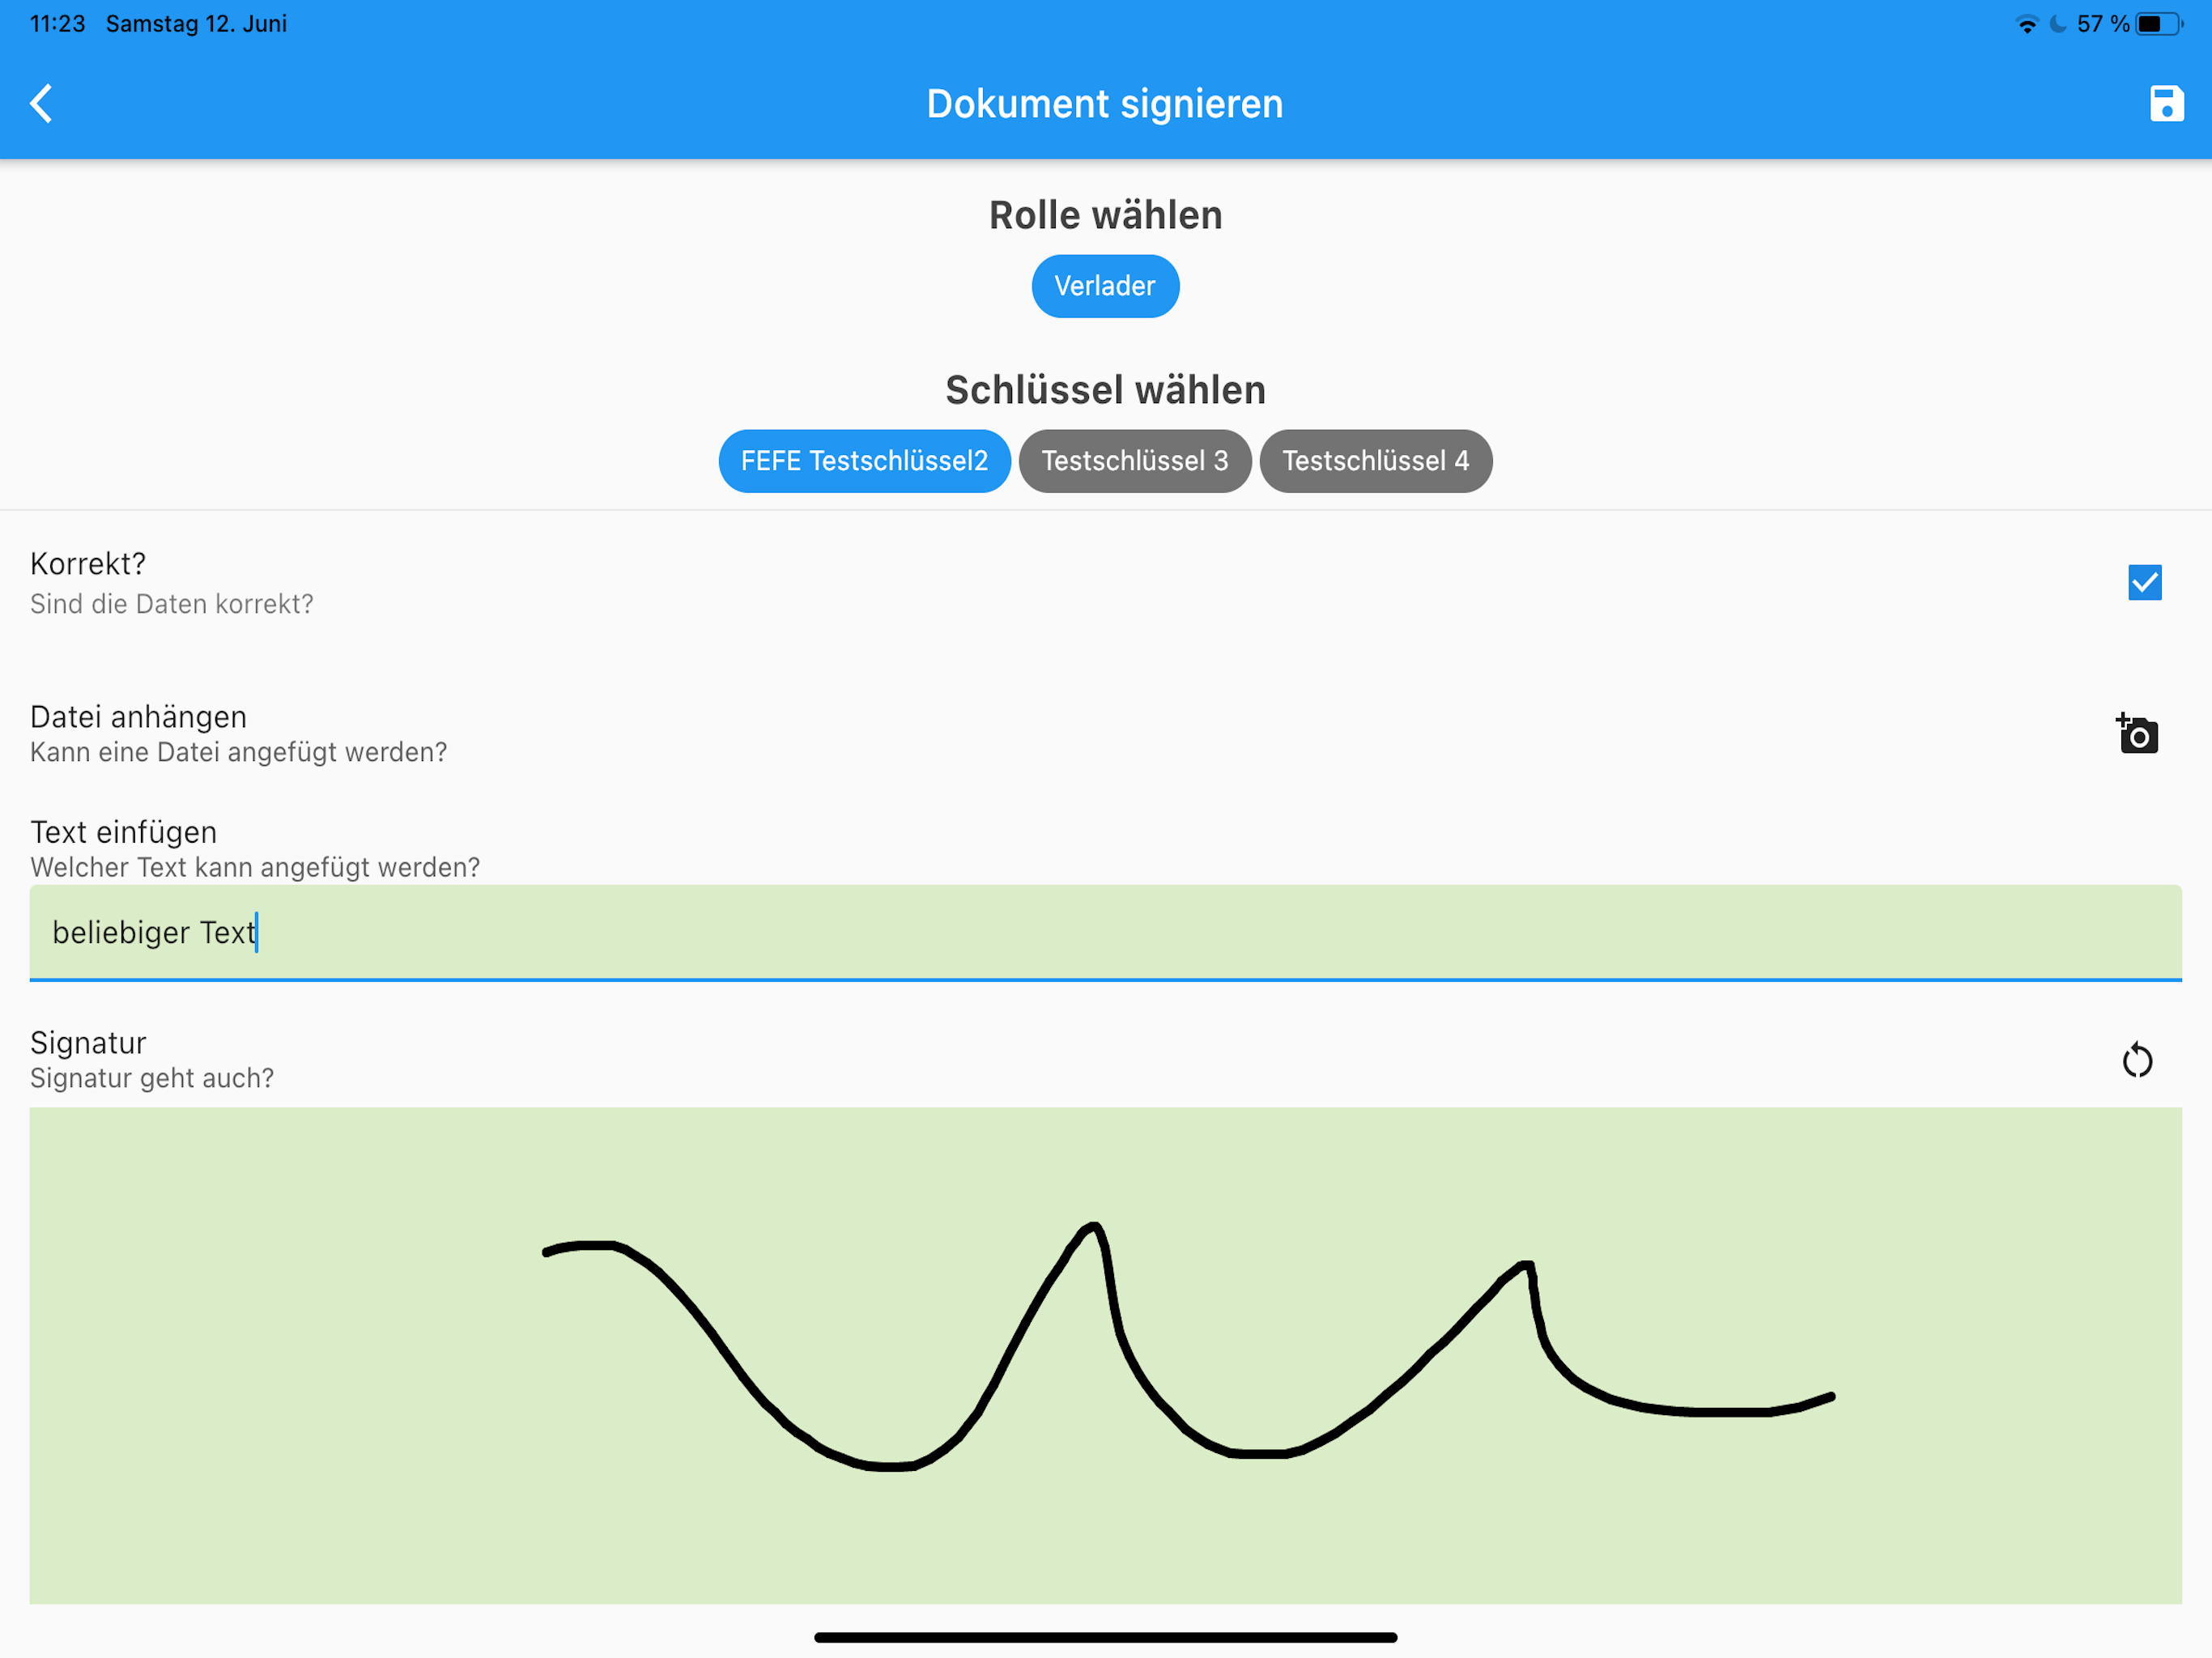 11:23 Samstag 12. Juni 57 %
Dokument signieren
Rolle wählen
Verlader
Schlüssel wählen
FEFE Testschlüssel2 Testschlüssel 3 Testschlüssel 4
Korrekt?
Sind die Daten korrekt?
Datei anhängen
Kann eine Datei angefügt werden?
Text einfügen
Welcher Text kann angefügt werden?
beliebiger Text
Signatur
Signatur geht auch?